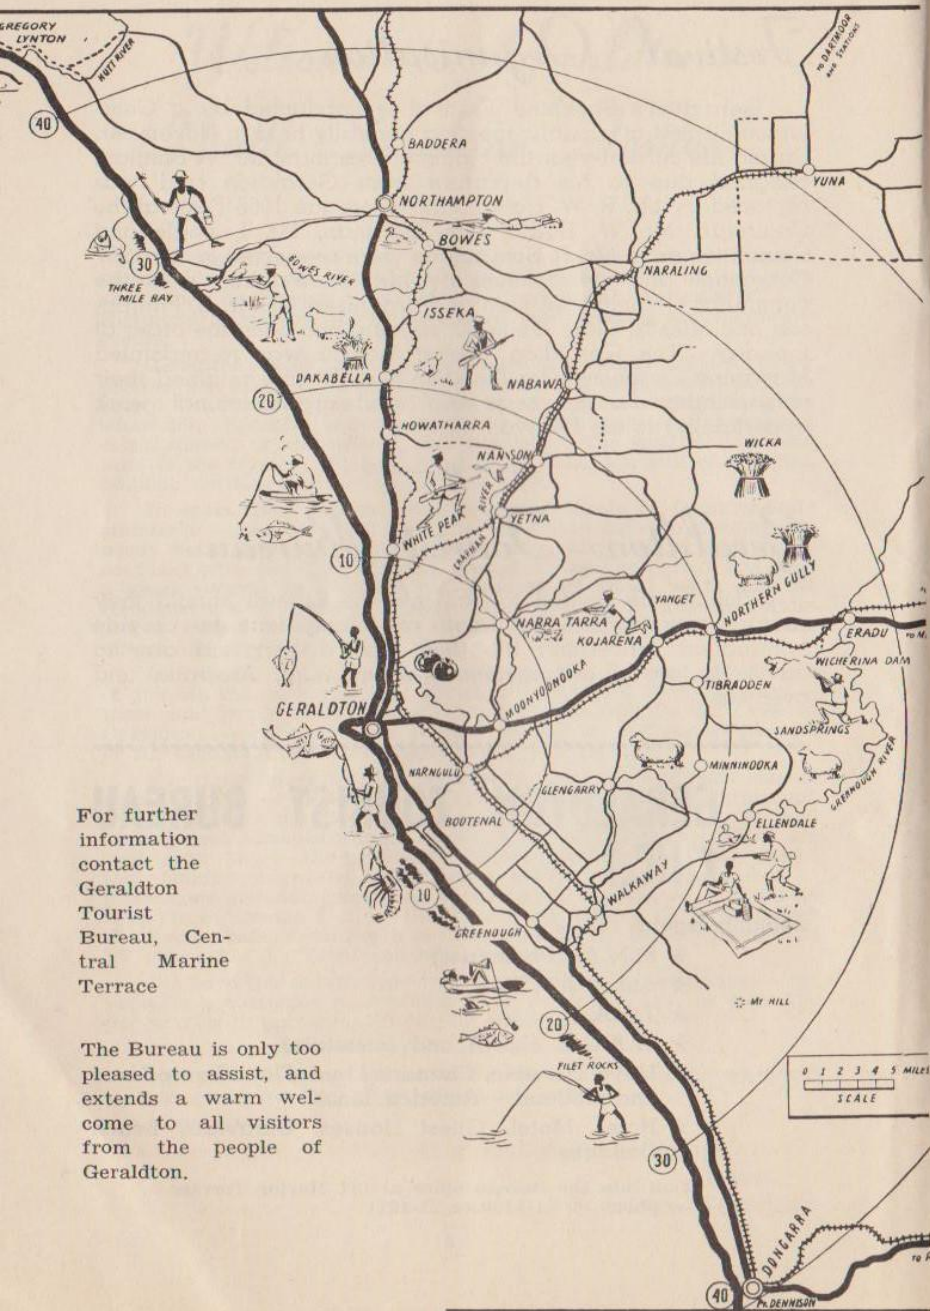 GREGORY
LYNTON
HUTT RIVER
TO DARTMOOR
AND STATIONS
40
BADDERA
YUNA
NORTHAMPTON
BOWES
30
BOWES RIVER
NARALING
THREE
MILE BAY
ISSEKA
DAKABELLA
NABAWA
20
HOWATHARRA
WICKA
NANSON
WHITE PEAK
RIVER
YETNA
CHAPMAN
10
YANGET
NORTHERN GULLY
NARRA TARRA
KOJARENA
ERADU
TO M
WICHERINA DAM
TIBRADDEN
MOONYOONOOKA
GERALDTON
SANDSPRINGS
GREENOUGH RIVER
NARNGULU
MINNINOOKA
GLENGARRY
BOOTENAL
ELLENDALE
For further
information
contact the
Geraldton
Tourist
Bureau, Cen-
tral Marine
Terrace
10
WALKAWAY
GREENOUGH
MT HILL
20
The Bureau is only too
pleased to assist, and
extends a warm wel-
come to all visitors
from the people of
Geraldton.
FILET ROCKS
0 1 2 3 4 5 MILES
SCALE
30
DONGARRA
TO P
40
Pt. DENNISON